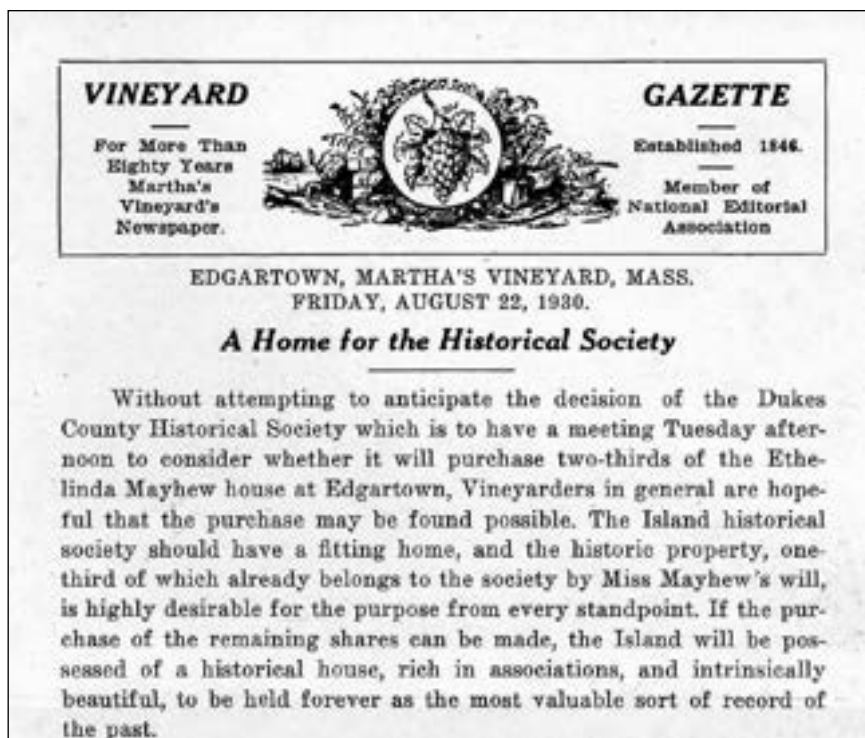 VINEYARD
For More Than
Eighty Years
Martha's
Vineyard's
Newspaper.
GAZETTE
Established 1846.
Member of
National Editorial
Association
EDGARTOWN, MARTHA'S VINEYARD, MASS.
FRIDAY, AUGUST 22, 1930.
A Home for the Historical Society
Without attempting to anticipate the decision of the Dukes
County Historical Society which is to have a meeting Tuesday after-
noon to consider whether it will purchase two-thirds of the Ethe-
linda Mayhew house at Edgartown, Vineyarders in general are hope-
ful that the purchase may be found possible. The Island historical
society should have a fitting home, and the historic property, one-
third of which already belongs to the society by Miss Mayhew's will,
is highly desirable for the purpose from every standpoint. If the pur-
chase of the remaining shares can be made, the Island will be pos-
sessed of a historical house, rich in associations, and intrinsically
beautiful, to be held forever as the most valuable sort of record of
the past.